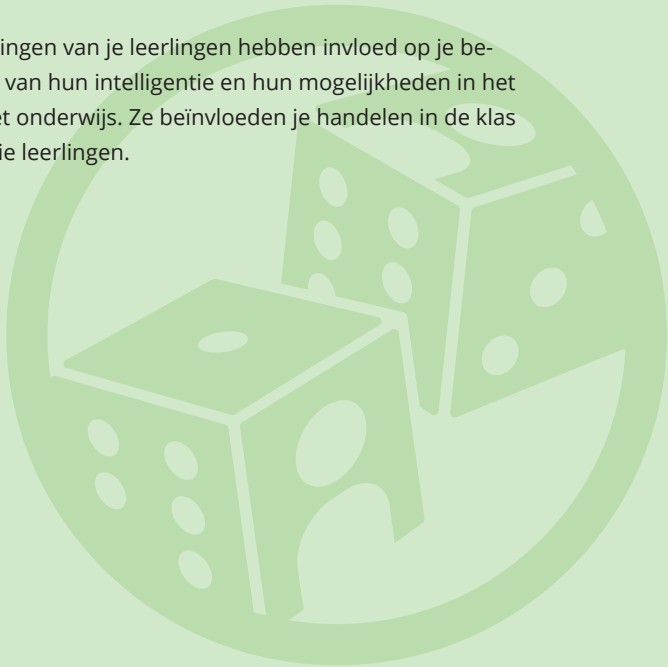 ingen van je leerlingen hebben invloed op je be-
van hun intelligentie en hun mogelijkheden in het
t onderwijs. Ze beïnvloeden je handelen in de klas
ie leerlingen.